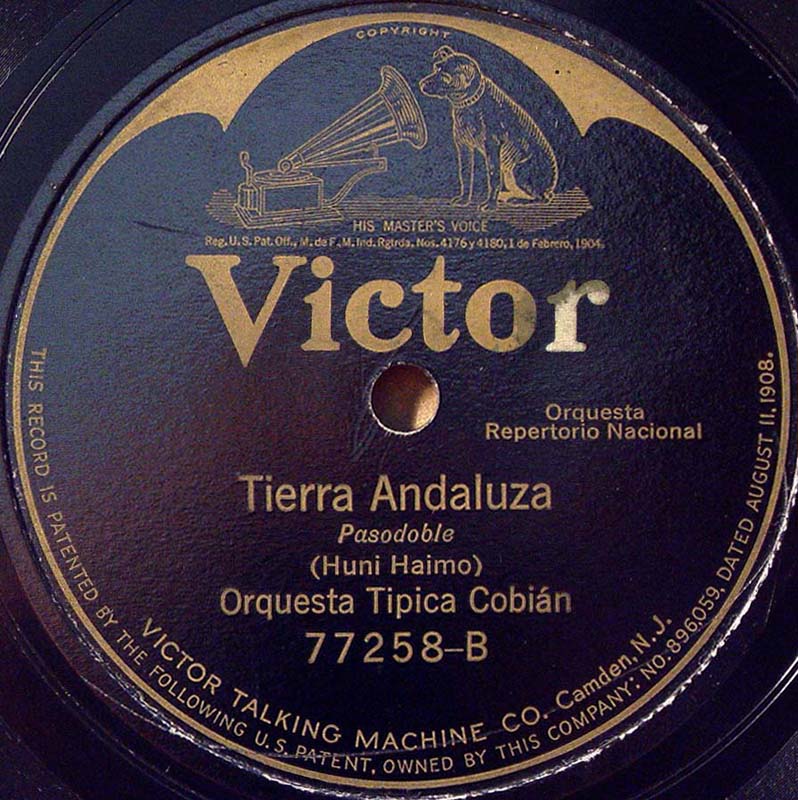 COPYRIGHT
HIS MASTER'S VOICE
Reg. U. S. Pat. Off., M. de F., M. Ind. Rgtrda. Nos. 4176 y 4180, 1 de Febrero, 1904.
Victor
Orquesta
Repertorio Nacional
Tierra Andaluza
Pasodoble
(Huni Haimo)
Orquesta Tipica Cobián
77258-B
VICTOR TALKING MACHINE CO. Camden, N. J.
THIS RECORD IS PATENTED BY THE FOLLOWING U. S. PATENT, OWNED BY THIS COMPANY: NO. 896,059, DATED AUGUST 11, 1908.